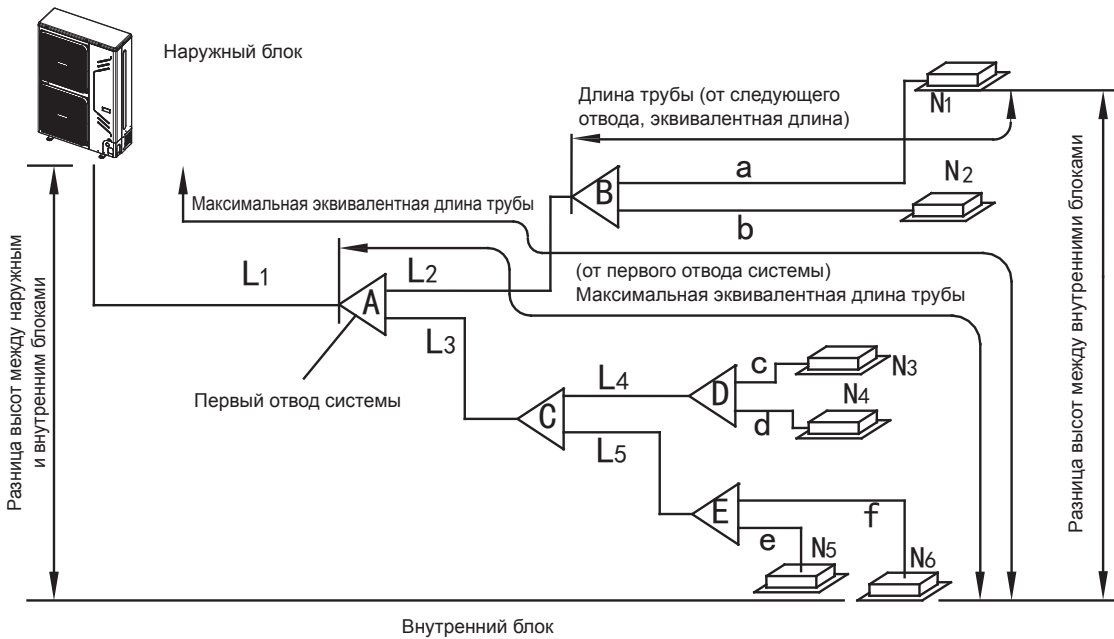 Наружный блок
Длина трубы (от следующего
отвода, эквивалентная длина)
N1
a
B
N2
b
Максимальная эквивалентная длина трубы
L1
L2
A
(от первого отвода системы)
Максимальная эквивалентная длина трубы
L3
Первый отвод системы
L4
C
L5
c
D
d
N3
N4
E
f
e
N5
N6
Разница высот между наружным
и внутренним блоками
Разница высот между внутренними блоками
Внутренний блок